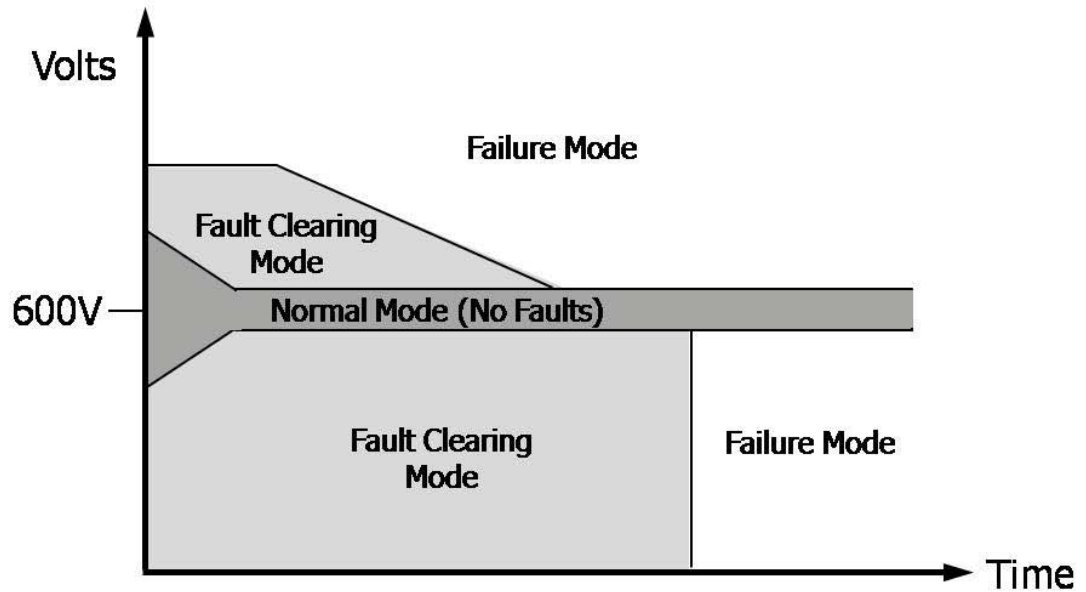 Volts
Failure Mode
Fault Clearing
Mode
600V
Normal Mode (No Faults)
Fault Clearing
Mode
Failure Mode
Time